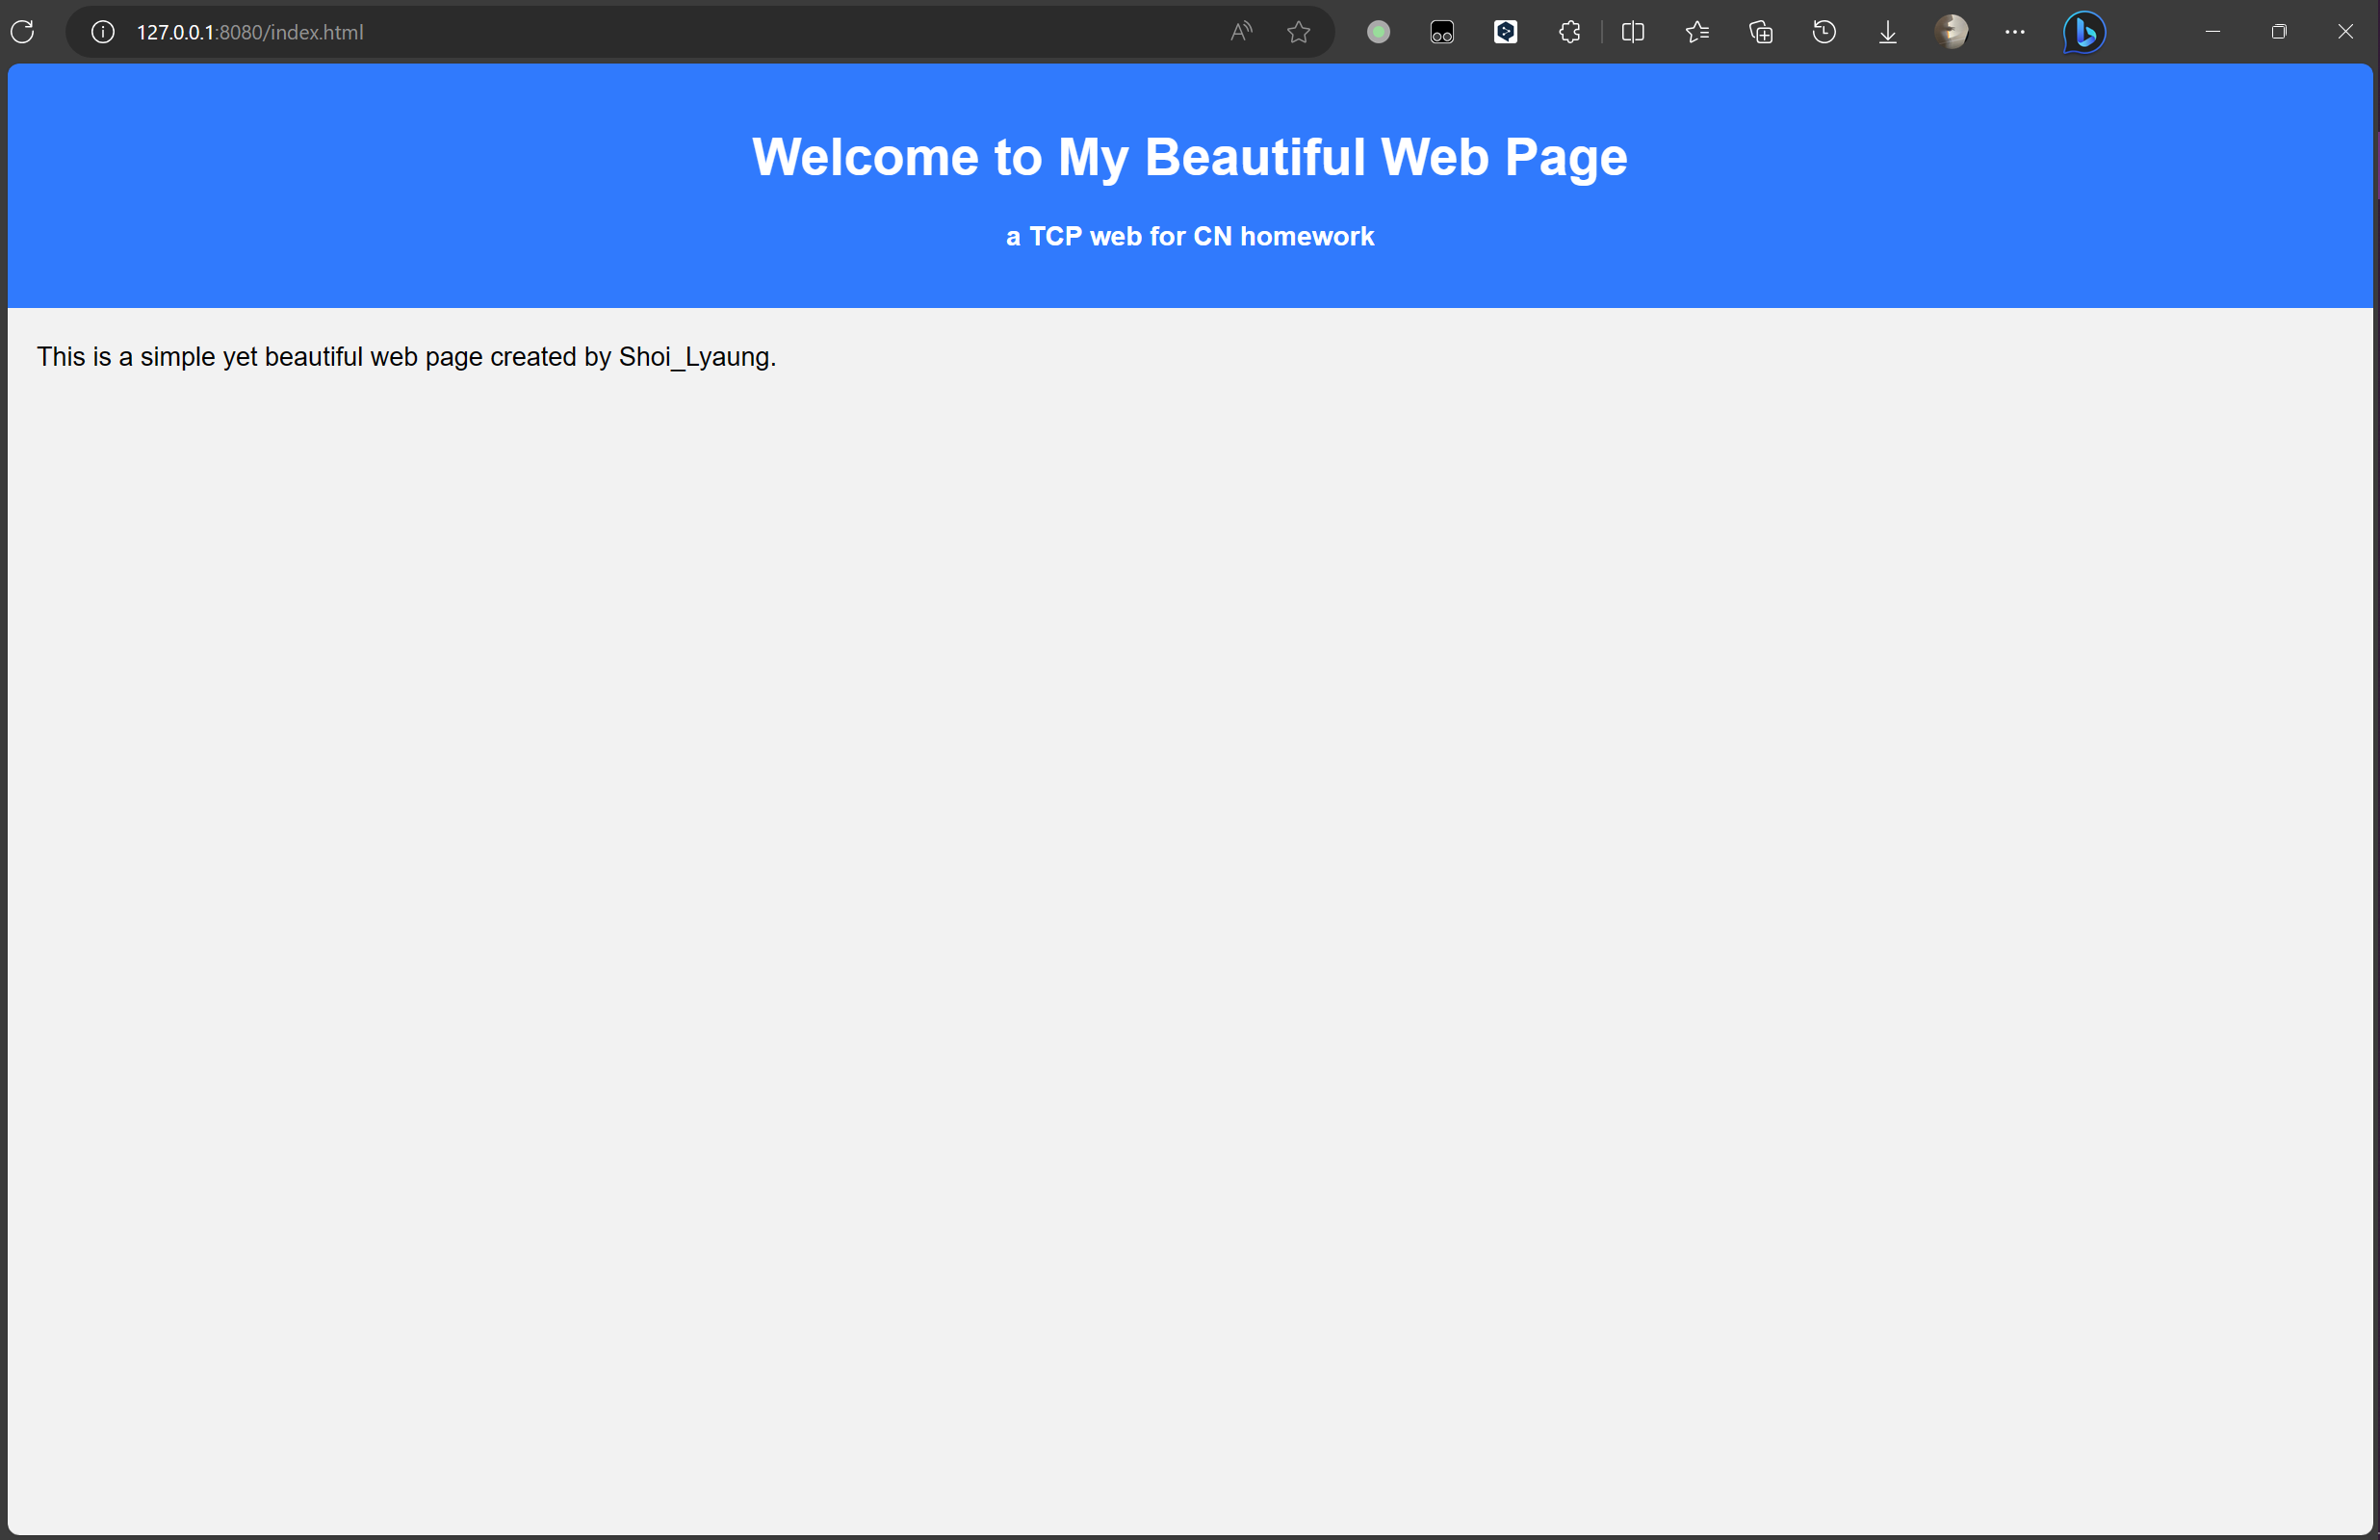 127.0.0.1:8080/index.html
Welcome to My Beautiful Web Page
a TCP web for CN homework
This is a simple yet beautiful web page created by Shoi_Lyaung.